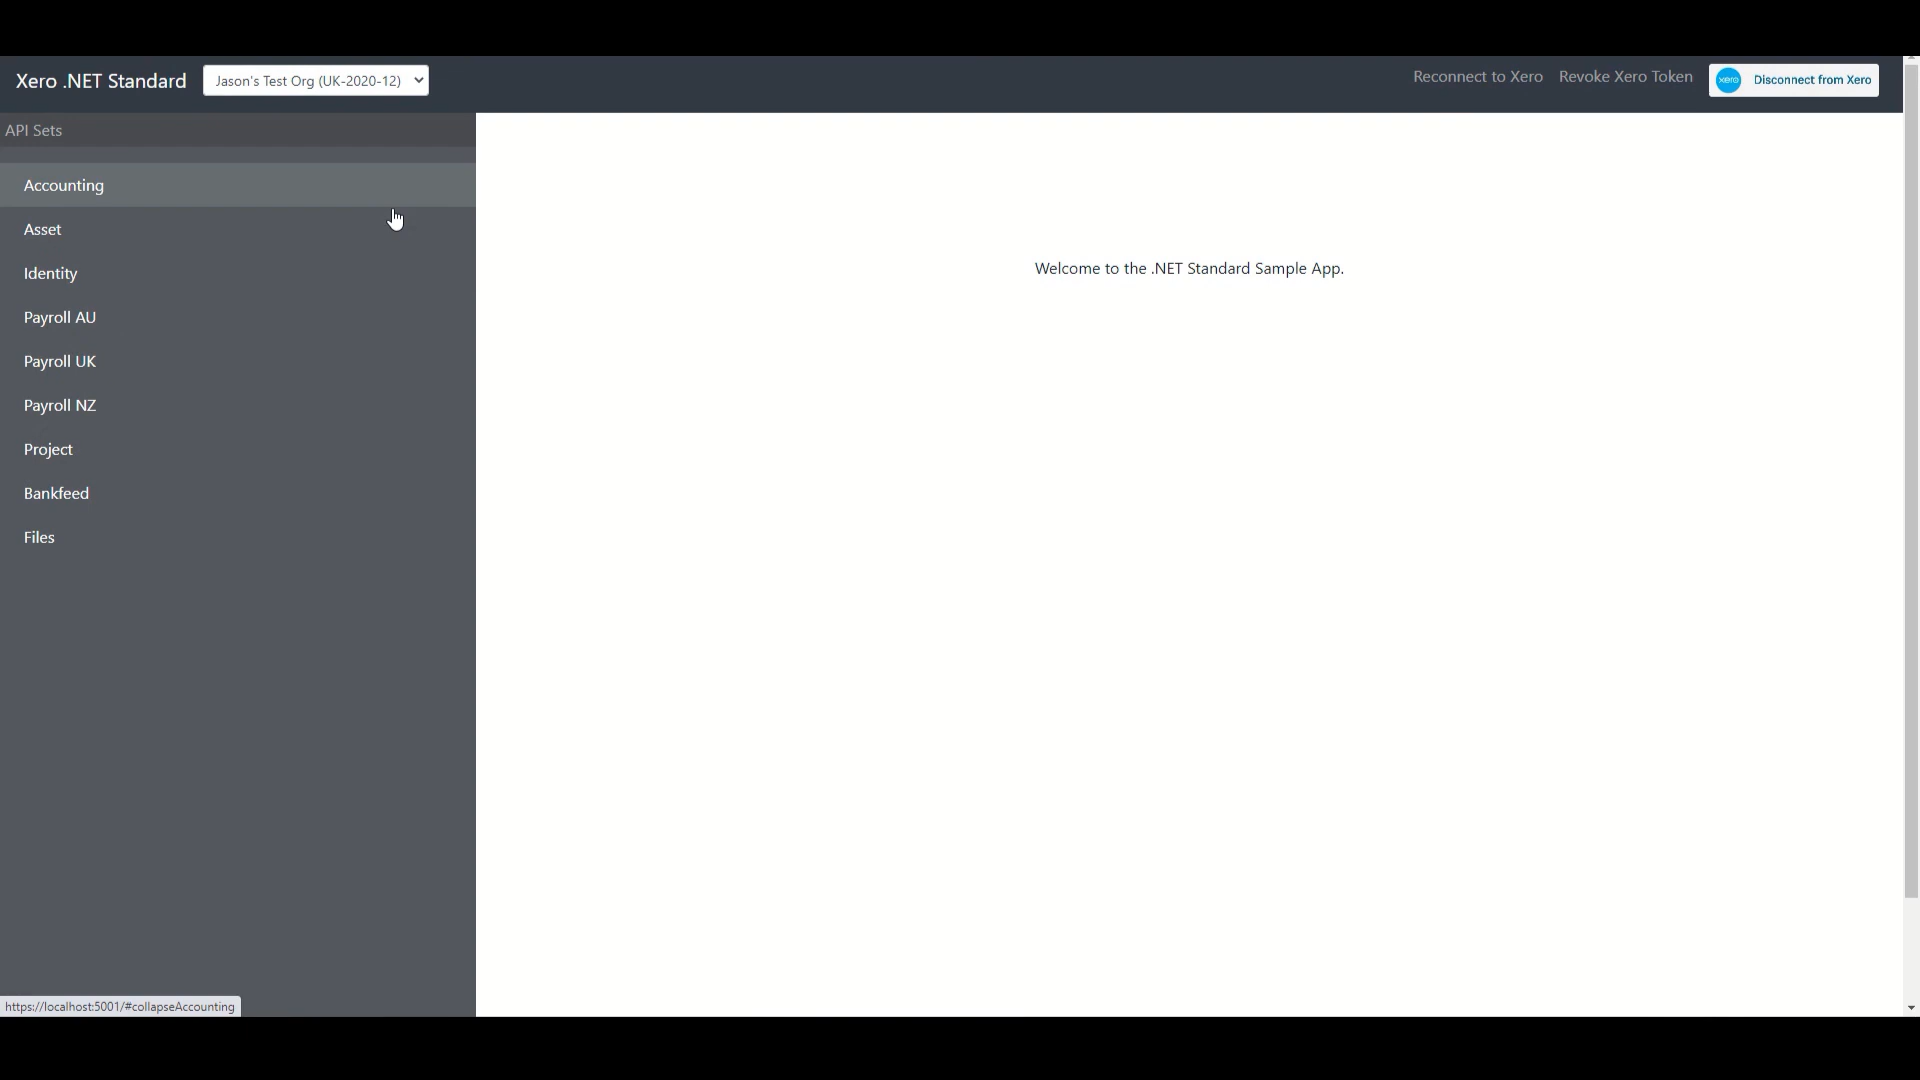 Xero .NET Standard
Jason's Test Org (UK-2020-12)
Reconnect to Xero
Revoke Xero Token
xero
Disconnect from Xero
API Sets
Accounting
Asset
Identity
Payroll AU
Payroll UK
Payroll NZ
Project
Bankfeed
Files
Welcome to the .NET Standard Sample App.
https://localhost:5001/#collapseAccounting